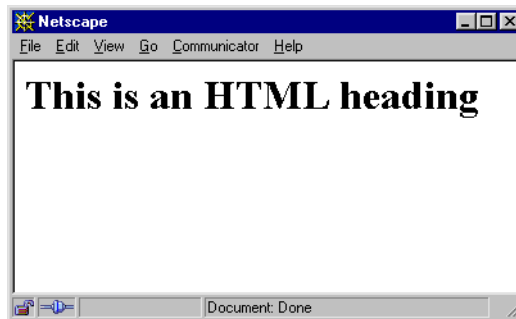 Netscape
File Edit View Go Communicator Help
This is an HTML heading
Document: Done